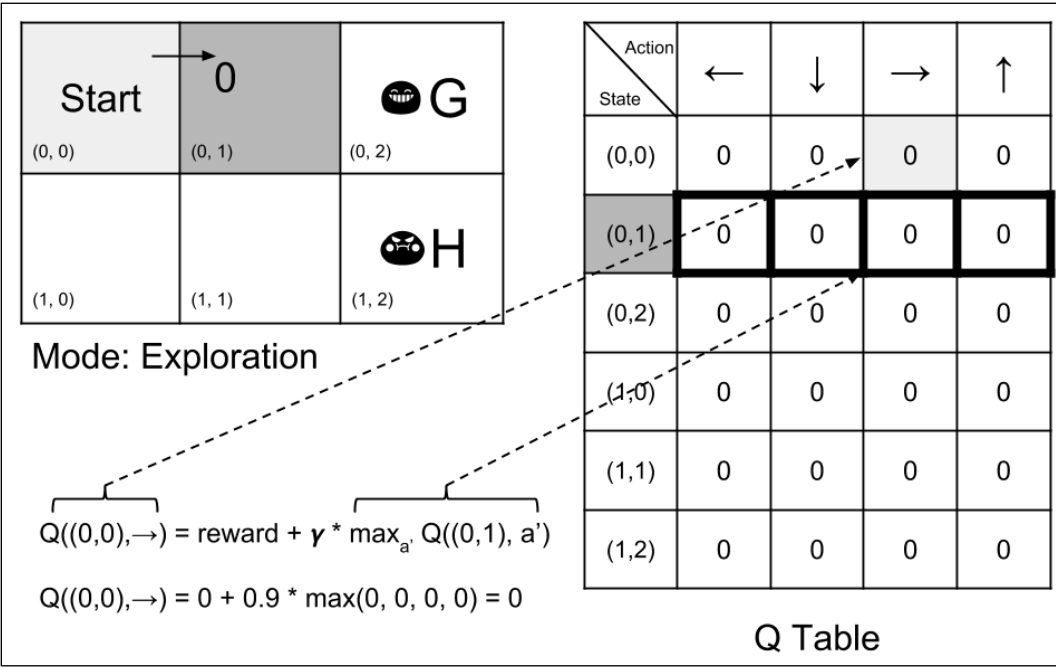 Start
0
G
(0, 0)
(0, 1)
(0, 2)
H
(1, 0)
(1, 1)
(1, 2)
Mode: Exploration
Q((0,0),→) = reward + γ * maxa' Q((0,1), a’)
Q((0,0),→) = 0 + 0.9 * max(0, 0, 0, 0) = 0
Action
State
← ↓ → ↑
(0,0) 0 0 0 0
(0,1) 0 0 0 0
(0,2) 0 0 0 0
(1,0) 0 0 0 0
(1,1) 0 0 0 0
(1,2) 0 0 0 0
Q Table